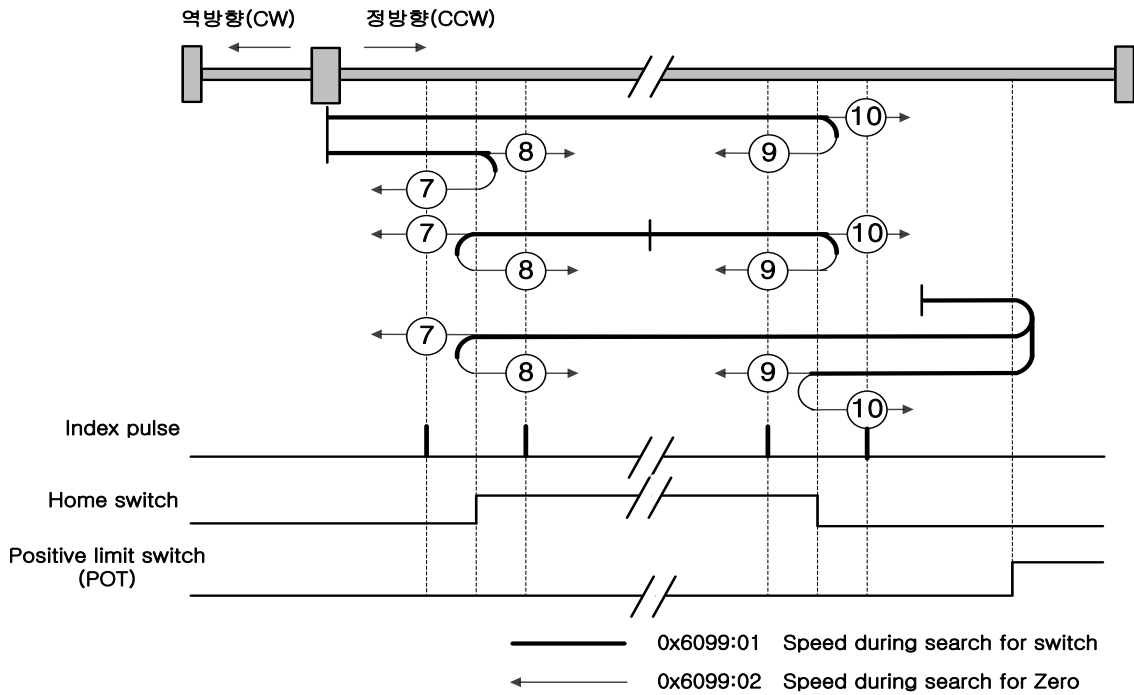 역방향(CW) 정방향(CCW)
10
8
9
7
7
10
8
9
7
8
9
10
Index pulse
Home switch
Positive limit switch
(POT)
0x6099:01 Speed during search for switch
0x6099:02 Speed during search for Zero